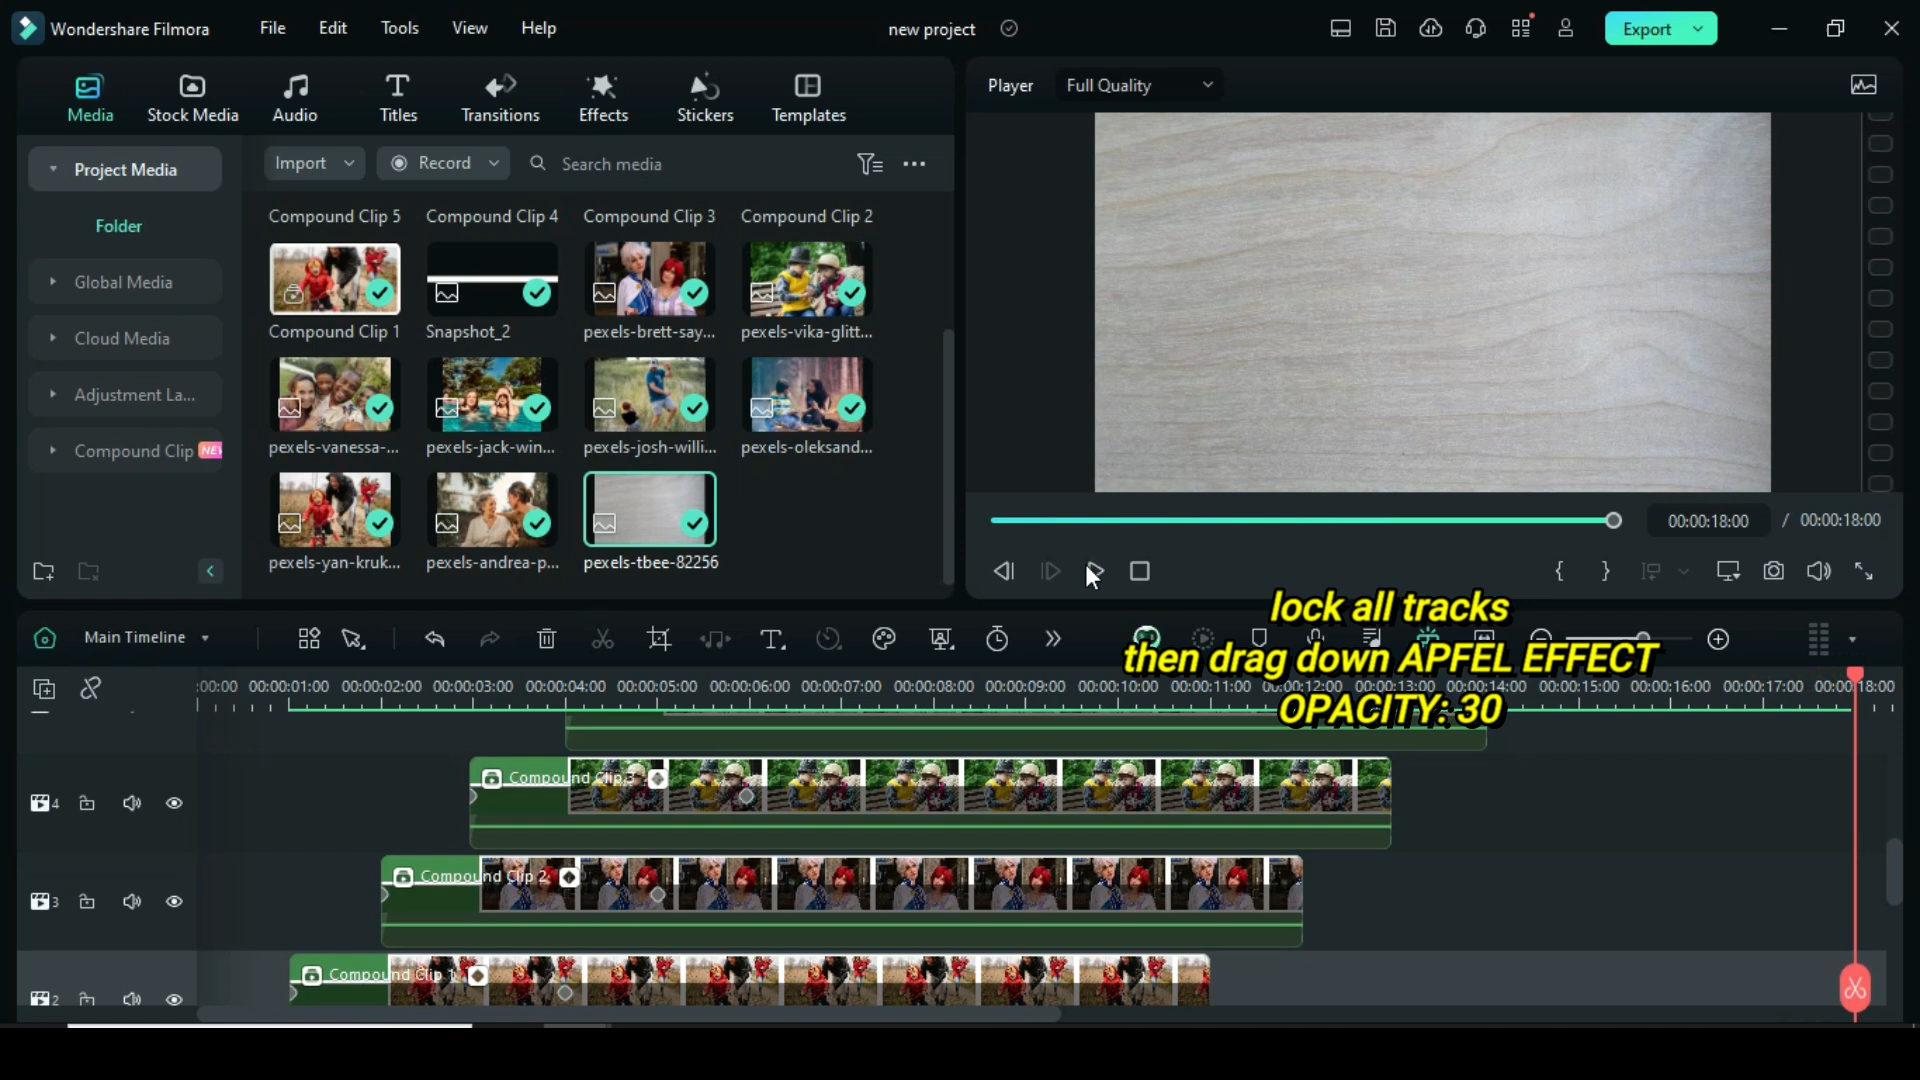 Wondershare Filmora
File
Edit
Tools
View
Help
new project
Export
Media
Stock Media
Audio
Titles
Transitions
Effects
Stickers
Templates
Player
Full Quality
Project Media
Import
Record
Search media
Folder
Global Media
Cloud Media
Adjustment La...
Compound Clip
Compound Clip 5
Compound Clip 4
Compound Clip 3
Compound Clip 2
Compound Clip 1
Snapshot_2
pexels-brett-say...
pexels-vika-glitt...
pexels-vanessa-...
pexels-jack-win...
pexels-josh-willi...
pexels-oleksand...
pexels-yan-kruk...
pexels-andrea-p...
pexels-tbee-82256
00:00:18:00
/ 00:00:18:00
lock all tracks
then drag down APFEL EFFECT
OPACITY: 30
Main Timeline
:00:00 00:00:01:00 00:00:02:00 00:00:03:00 00:00:04:00 00:00:05:00 00:00:06:00 00:00:07:00 00:00:08:00 00:00:09:00 00:00:10:00 00:00:11:00 00:00:12:00 00:00:13:00 00:00:14:00 00:00:15:00 00:00:16:00 00:00:17:00 00:00:18:00
4
Compound Clip 3
3
Compound Clip 2
2
Compound Clip 1